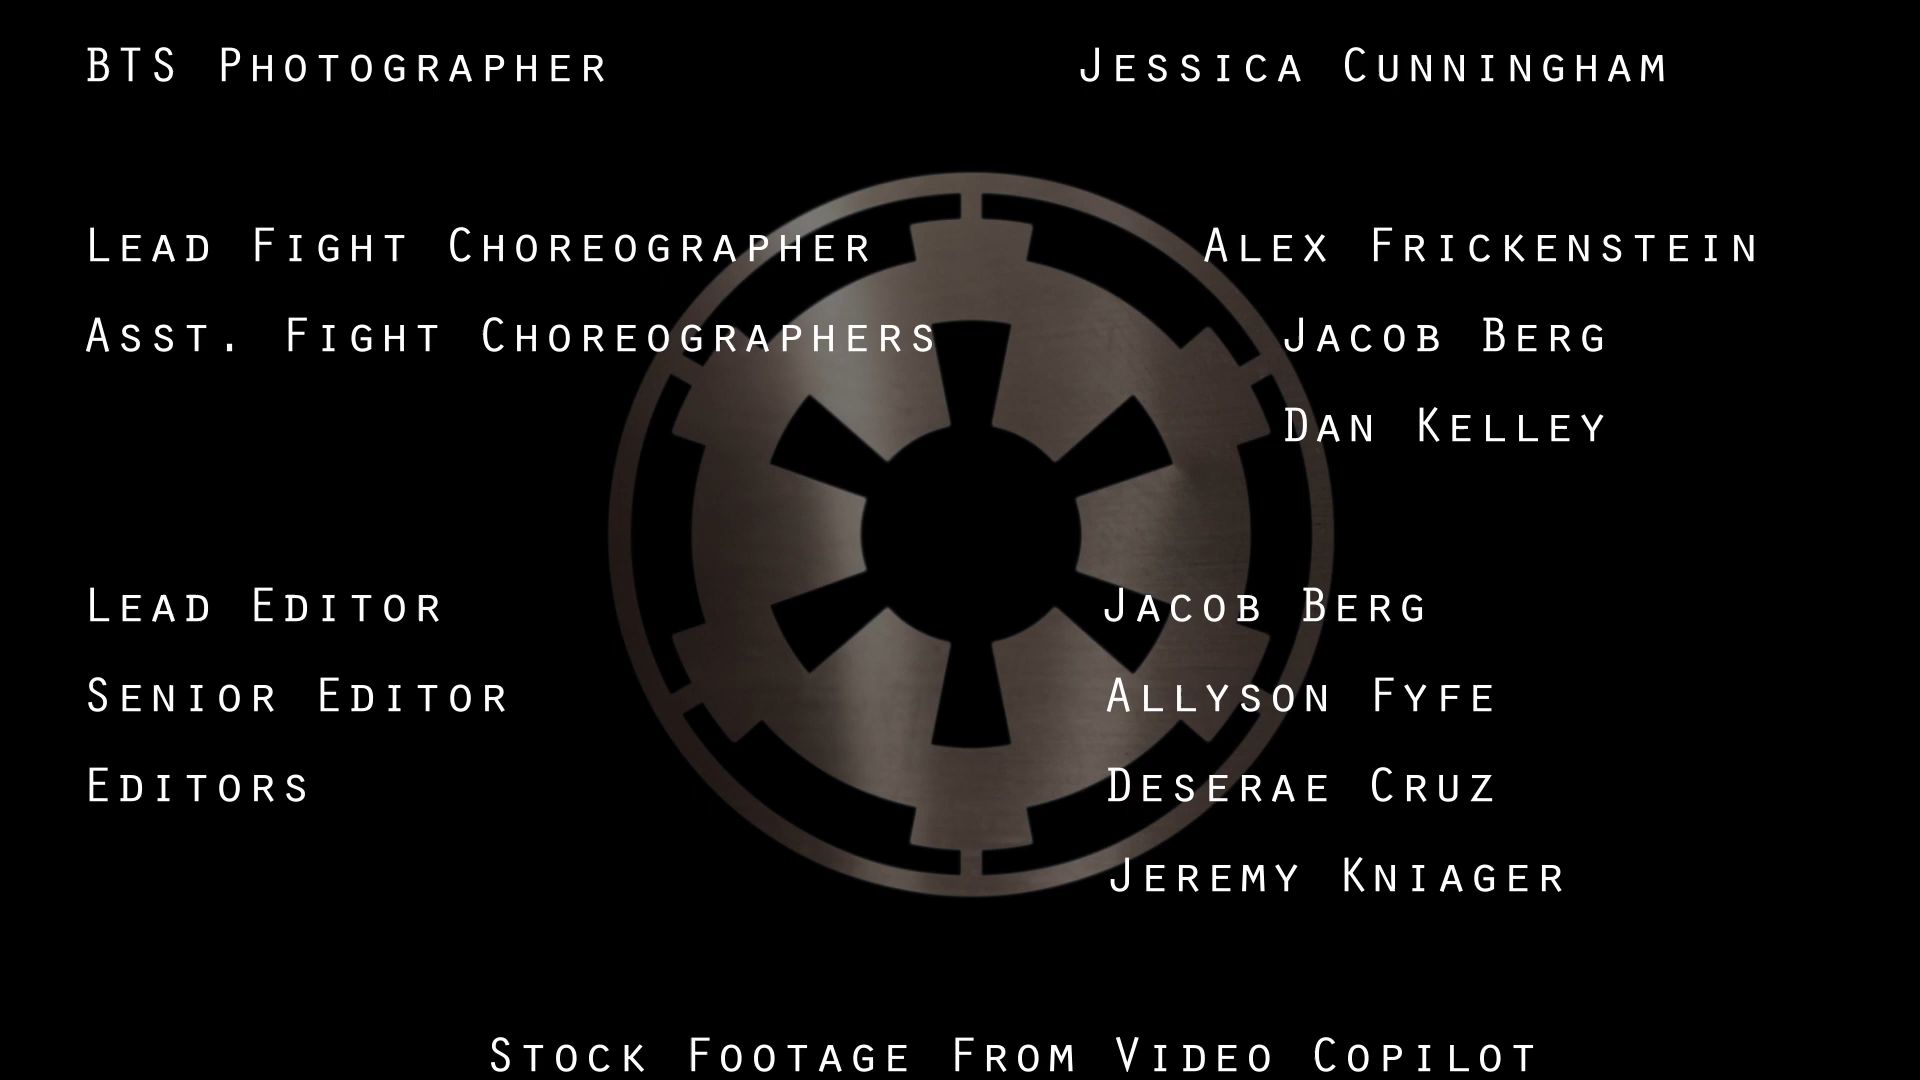 BTS Photographer Jessica Cunningham
Lead Fight Choreographer Alex Frickenstein
Asst. Fight Choreographers Jacob Berg
Dan Kelley
Lead Editor Jacob Berg
Senior Editor Allyson Fyfe
Editors Deserae Cruz
Jeremy Kniager
Stock Footage From Video Copilot